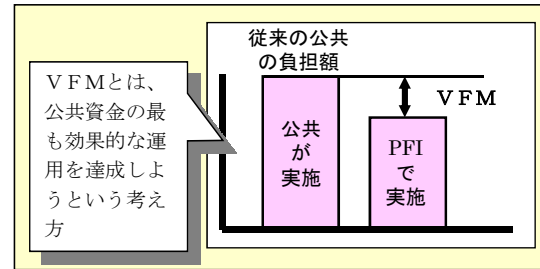 従来の公共
の負担額
ＶＦＭとは、
公共資金の最
も効果的な運
用を達成しよ
うという考え
方
ＶＦＭ
公共
が
実施
PFI
で
実施